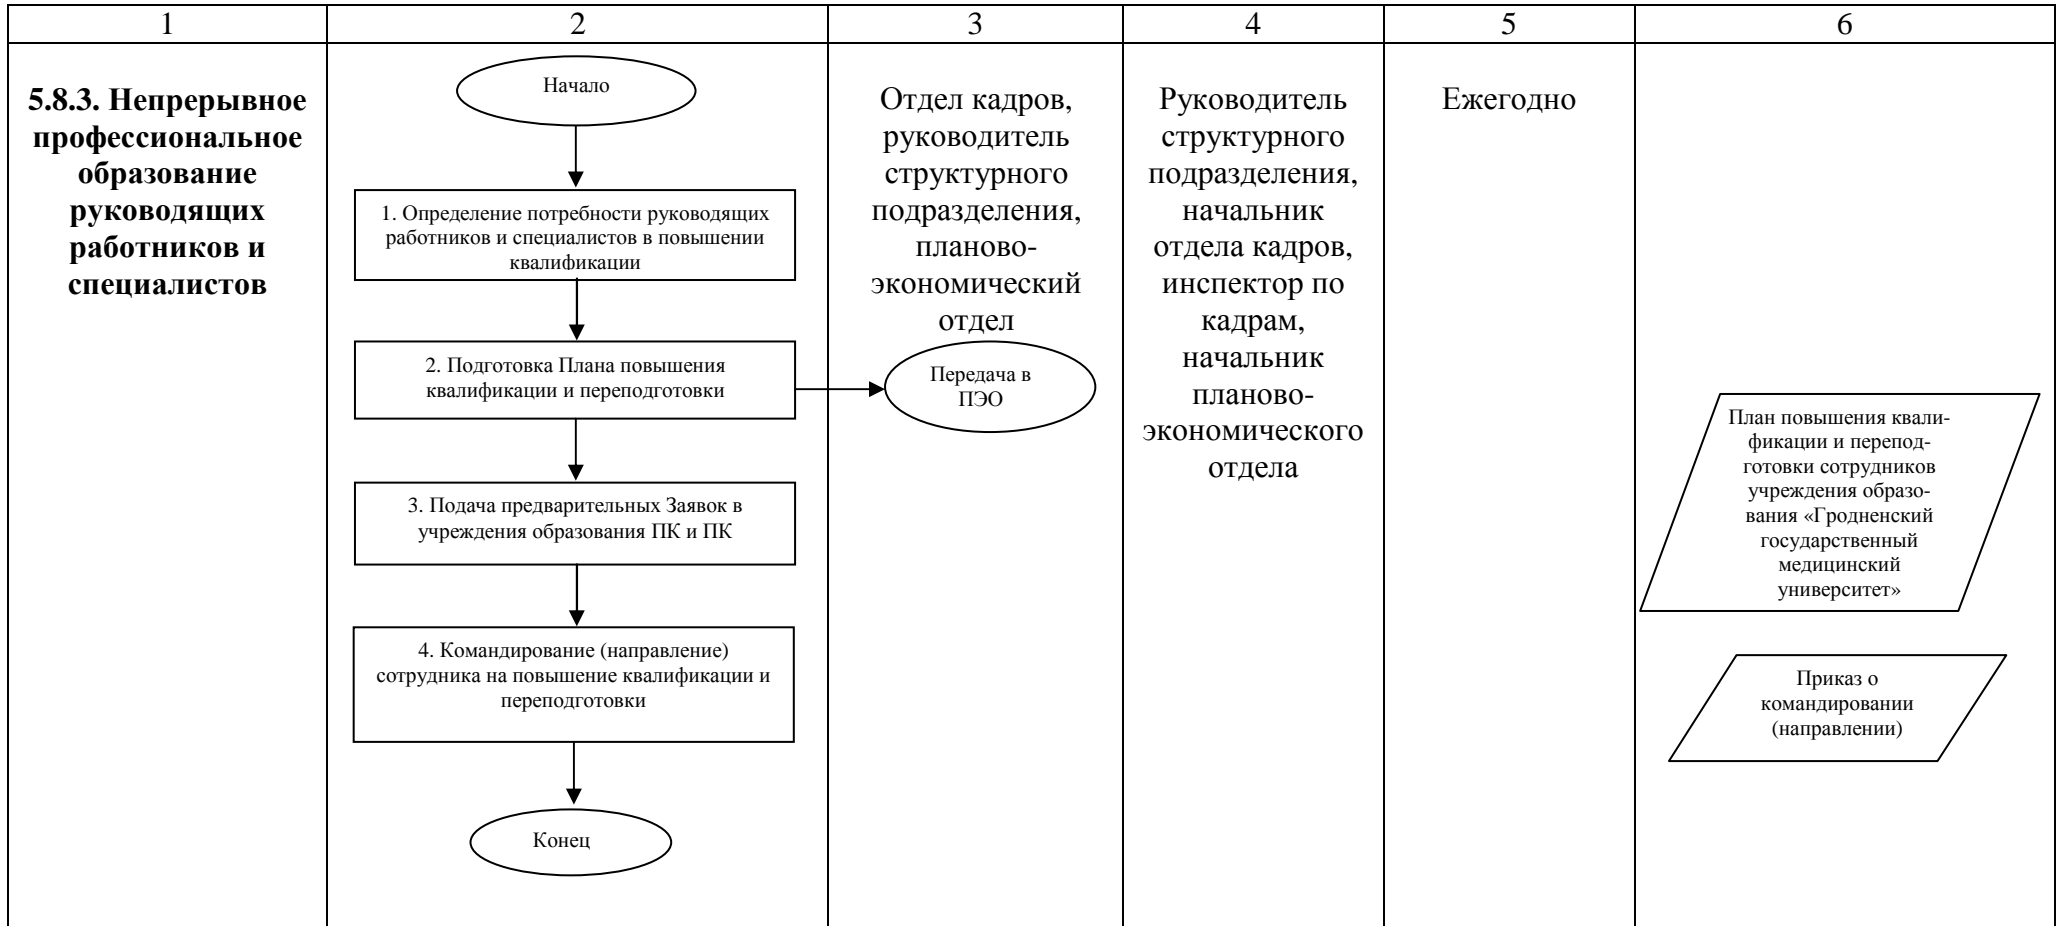 1
2
3
4
5
6
5.8.3. Непрерывное
профессиональное
образование
руководящих
работников и
специалистов
Начало
1. Определение потребности руководящих
работников и специалистов в повышении
квалификации
2. Подготовка Плана повышения
квалификации и переподготовки
3. Подача предварительных Заявок в
учреждения образования ПК и ПК
4. Командирование (направление)
сотрудника на повышение квалификации и
переподготовки
Конец
Отдел кадров,
руководитель
структурного
подразделения,
планово-
экономический
отдел
Передача в
ПЭО
Руководитель
структурного
подразделения,
начальник
отдела кадров,
инспектор по
кадрам,
начальник
планово-
экономического
отдела
Ежегодно
План повышения квали-
фикации и перепод-
готовки сотрудников
учреждения образо-
вания «Гродненский
государственный
медицинский
университет»
Приказ о
командировании
(направлении)